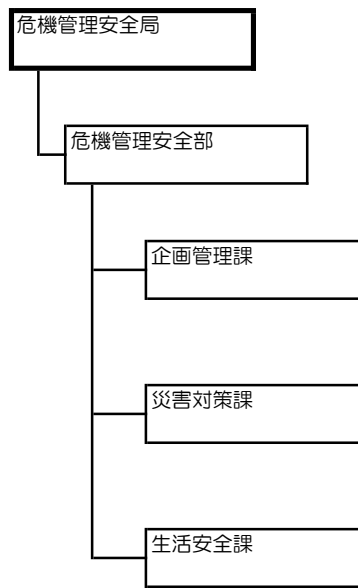 危機管理安全局
危機管理安全部
企画管理課
災害対策課
生活安全課